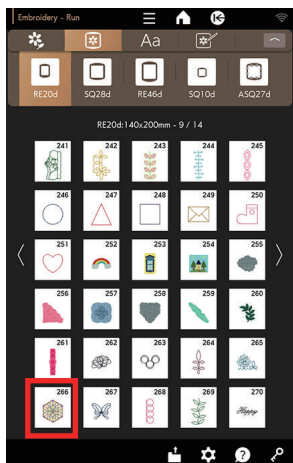 Embroidery - Run
Aa
RE20d SQ28d RE46d SQ10d ASQ27d
RE20d:140x200mm - 9 / 14
241 242 243 244 245
246 247 248 249 250
251 252 253 254 255
256 257 258 259 260
261 262 263 264 265
266 267 268 269 270
Happy